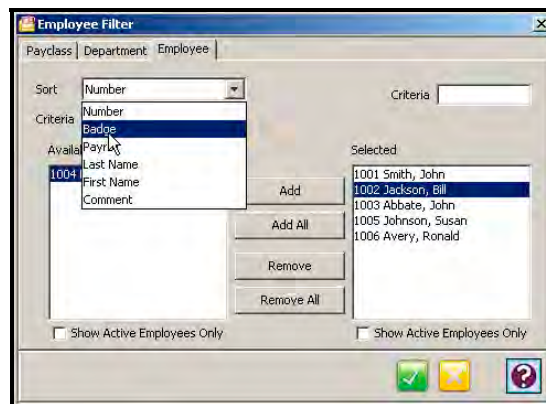 Employee Filter
Payclass Department Employee
Sort Number Criteria
Number
Criteria
Badge
Selected
Last Name
1004
1001 Smith, John
First Name
1002 Jackson, Bill
Add
Comment
1003 Abbate, John
1005 Johnson, Susan
Add All
1006 Avery, Ronald
Remove
Remove All
Show Active Employees Only Show Active Employees Only